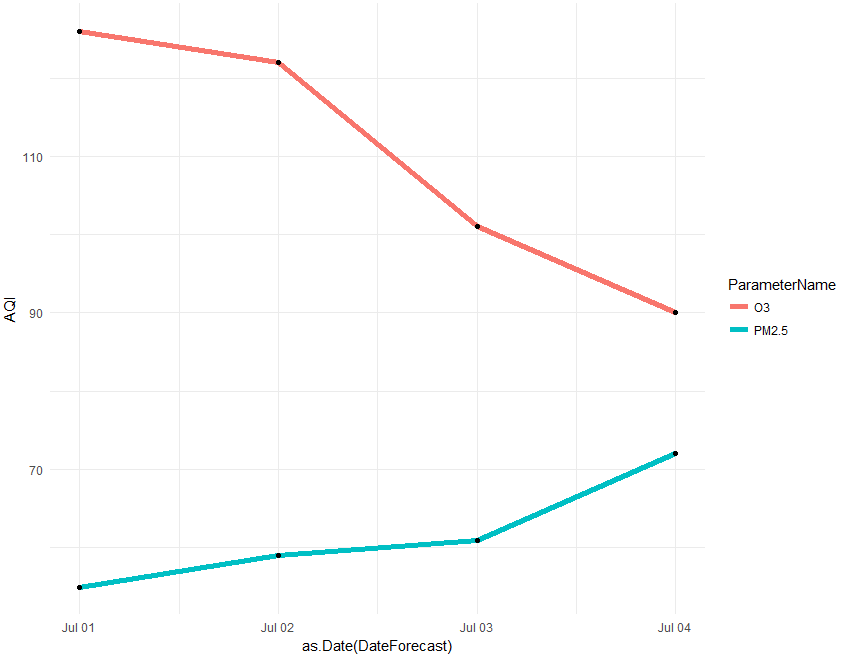 110
90
70
AQI
Jul 01 Jul 02 Jul 03 Jul 04
as.Date(DateForecast)
ParameterName
O3
PM2.5